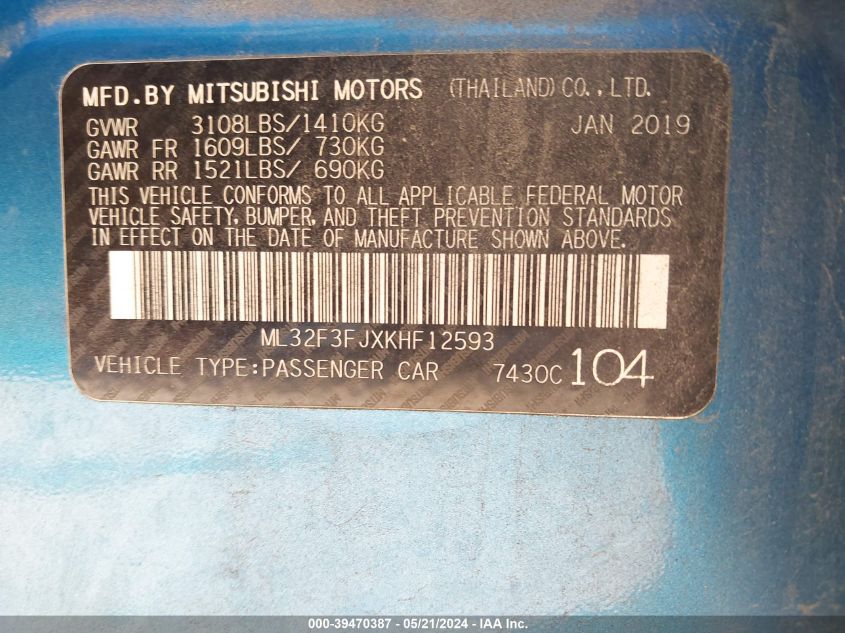 MFD.BY MITSUBISHI MOTORS (THAILAND) CO., LTD.
GVWR 3108LBS/1410KG JAN 2019
GAWR FR 1609LBS/ 730KG
GAWR RR 1521LBS/ 690KG
THIS VEHICLE CONFORMS TO ALL APPLICABLE FEDERAL MOTOR
VEHICLE SAFETY, BUMPER, AND THEFT PREVENTION STANDARDS
IN EFFECT ON THE DATE OF MANUFACTURE SHOWN ABOVE.
ML32F3FJXKHF12593
VEHICLE TYPE:PASSENGER CAR 7430C 104
000-39470387 - 05/21/2024 - IAA Inc.